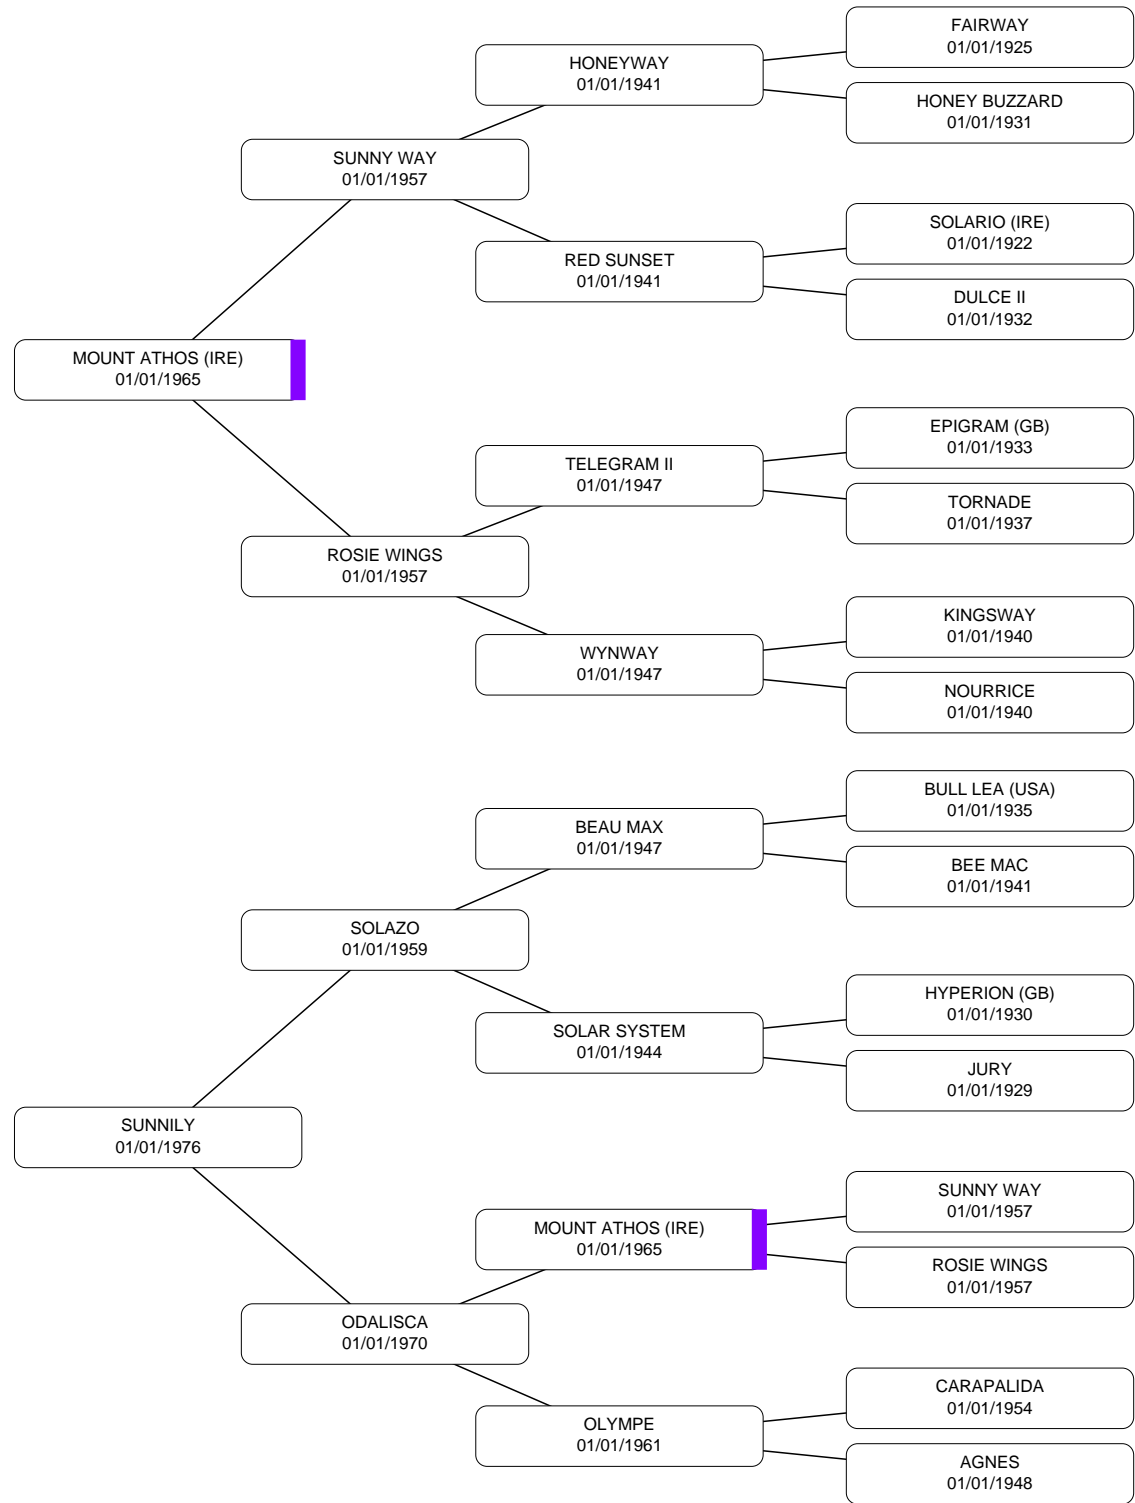 FAIRWAY
01/01/1925
HONEYWAY
01/01/1941
HONEY BUZZARD
01/01/1931
SUNNY WAY
01/01/1957
SOLARIO (IRE)
01/01/1922
RED SUNSET
01/01/1941
DULCE II
01/01/1932
MOUNT ATHOS (IRE)
01/01/1965
EPIGRAM (GB)
01/01/1933
TELEGRAM II
01/01/1947
TORNADE
01/01/1937
ROSIE WINGS
01/01/1957
KINGSWAY
01/01/1940
WYNWAY
01/01/1947
NOURRICE
01/01/1940
BULL LEA (USA)
01/01/1935
BEAU MAX
01/01/1947
BEE MAC
01/01/1941
SOLAZO
01/01/1959
HYPERION (GB)
01/01/1930
SOLAR SYSTEM
01/01/1944
JURY
01/01/1929
SUNNILY
01/01/1976
SUNNY WAY
01/01/1957
MOUNT ATHOS (IRE)
01/01/1965
ROSIE WINGS
01/01/1957
ODALISCA
01/01/1970
CARAPALIDA
01/01/1954
OLYMPE
01/01/1961
AGNES
01/01/1948